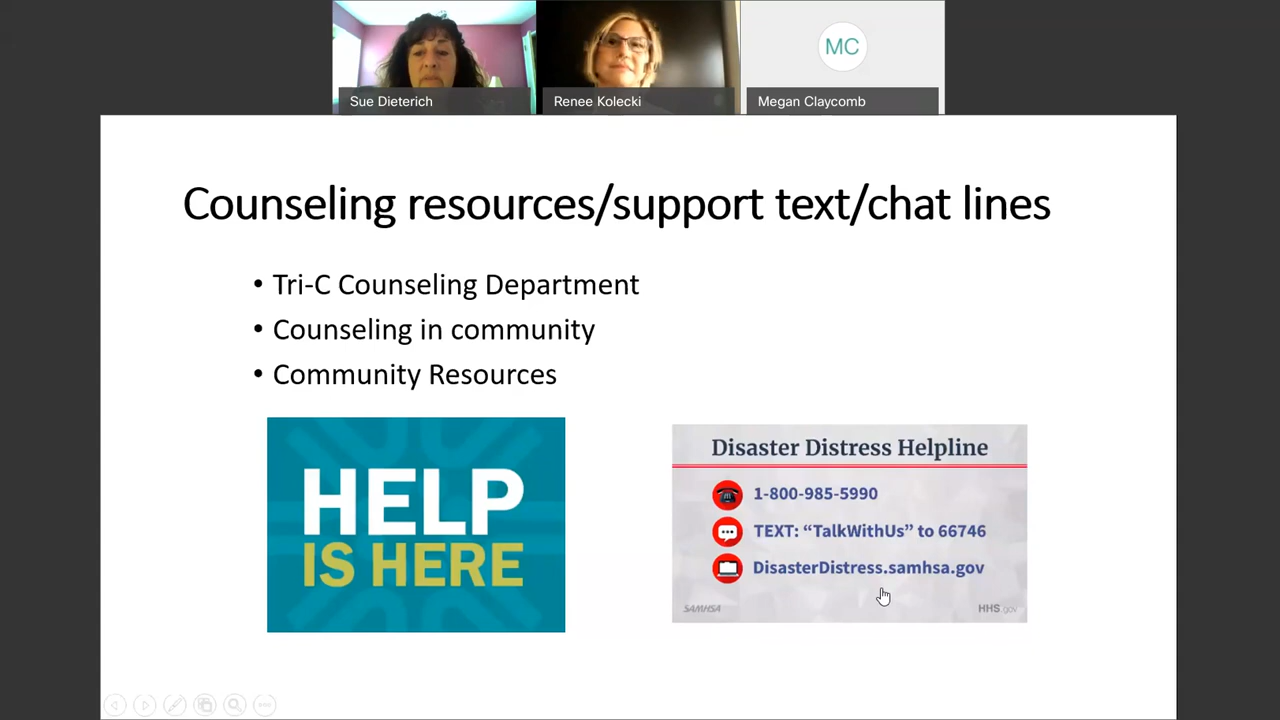 MC
Sue Dieterich
Renee Kolecki
Megan Claycomb
Counseling resources/support text/chat lines
• Tri-C Counseling Department
• Counseling in community
• Community Resources
HELP
IS HERE
Disaster Distress Helpline
1-800-985-5990
TEXT: “TalkWithUs” to 66746
DisasterDistress.samhsa.gov
SAMHSA
HHS.gov